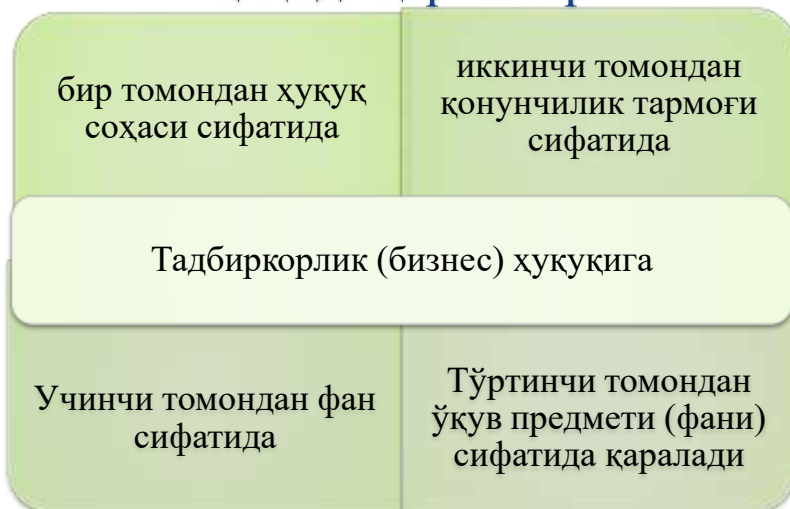 бир томондан ҳуқуқ
соҳаси сифатида
иккинчи томондан
қонунчилик тармоғи
сифатида
Тадбиркорлик (бизнес) ҳуқуқига
Учинчи томондан фан
сифатида
Тўртинчи томондан
ўқув предмети (фани)
сифатида қаралади